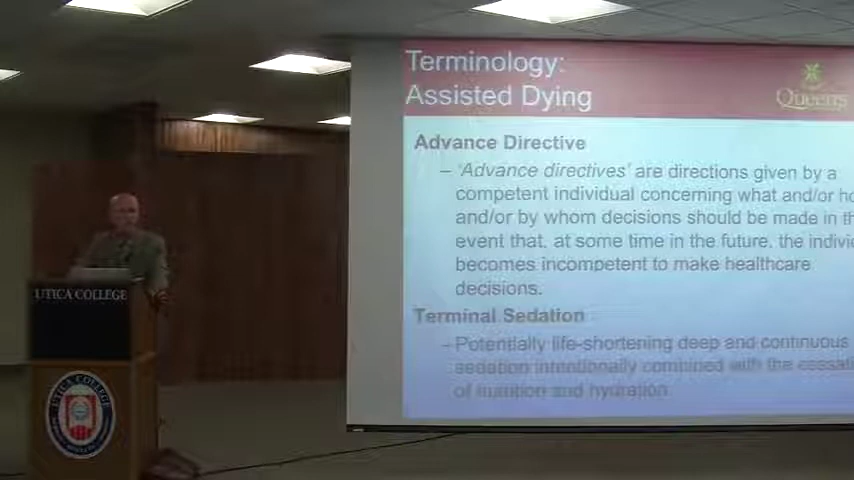 Terminology:
Assisted Dying
Queens
Advance Directive
– 'Advance directives' are directions given by a
competent individual concerning what and/or
and/or by whom decisions should be made in
event that, at some time in the future, the
becomes incompetent to make healthcare
decisions.
Terminal Sedation
– Potentially life-shortening deep and continuous
sedation intentionally combined with the
of nutrition and hydration.
UTICA COLLEGE
UTICA COLLEGE